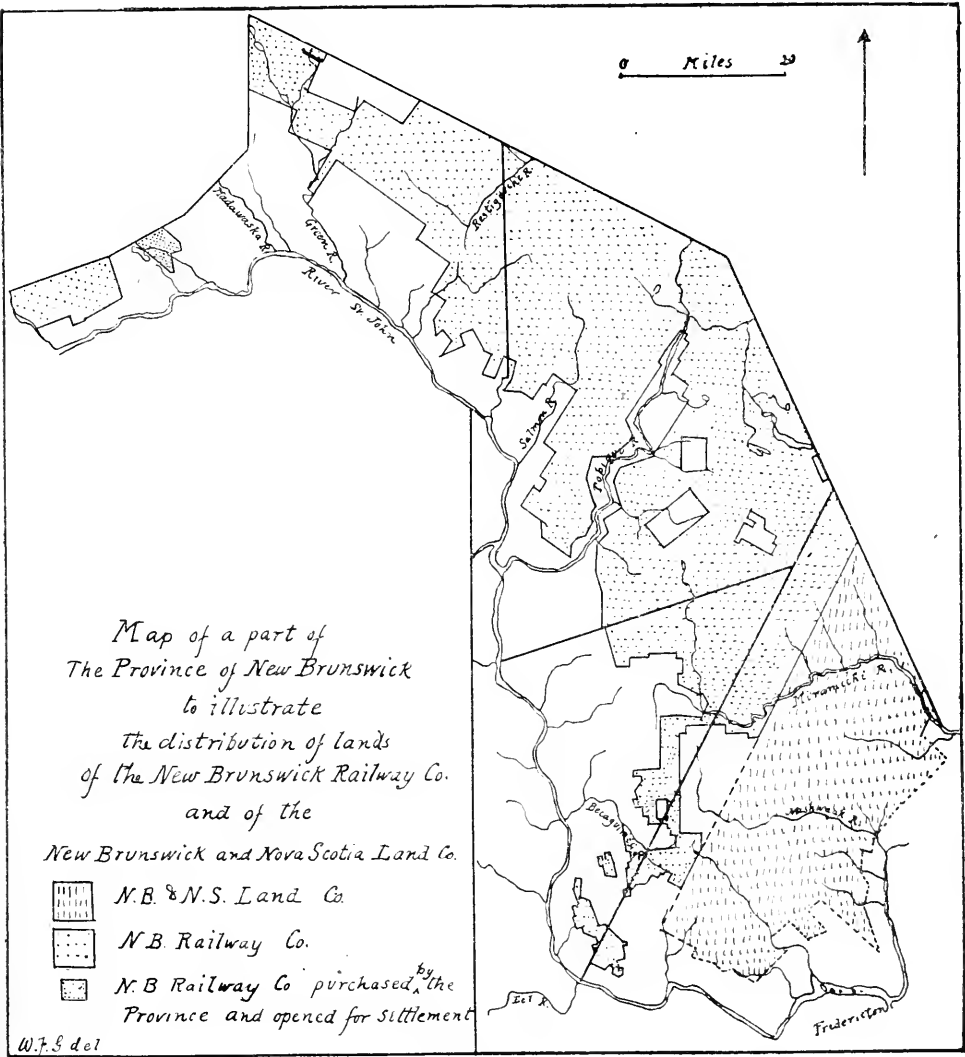 0 Miles 20
Restigouche R.
Madawaska R.
Green R.
River St. John
Salmon R
Tobique R.
Miramichi R.
Nashwaak R.
Becaguimec
Eel R.
Fredericton
Map of a part of
The Province of New Brunswick
to illustrate
the distribution of lands
of the New Brunswick Railway Co.
and of the
New Brunswick and Nova Scotia Land Co.
N.B. & N.S. Land Co.
N B. Railway Co.
N.B Railway Co purchased by the
Province and opened for settlement
W.F.G del